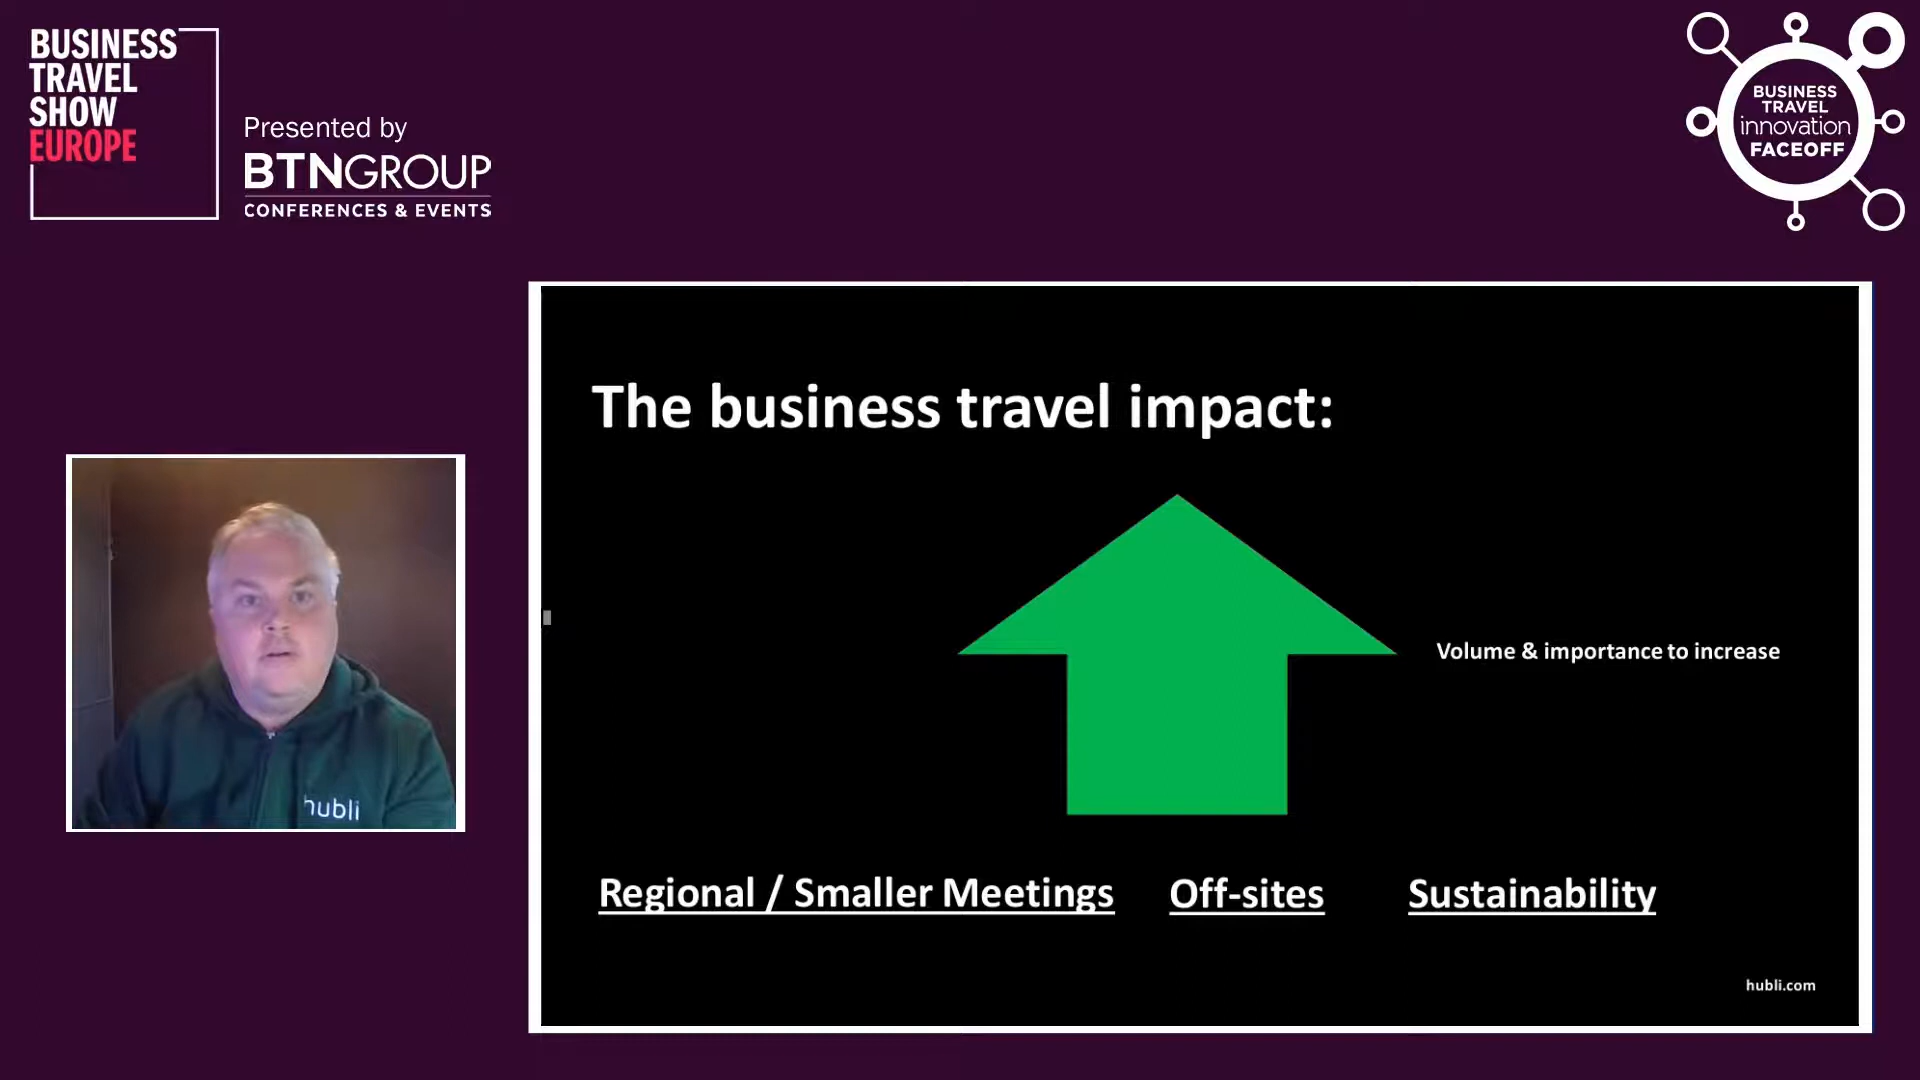 BUSINESS
TRAVEL
SHOW
EUROPE
Presented by
BTNGROUP
CONFERENCES & EVENTS
BUSINESS
TRAVEL
innovation
FACEOFF
The business travel impact:
Volume & importance to increase
hubli
Regional / Smaller Meetings Off-sites Sustainability
hubli.com